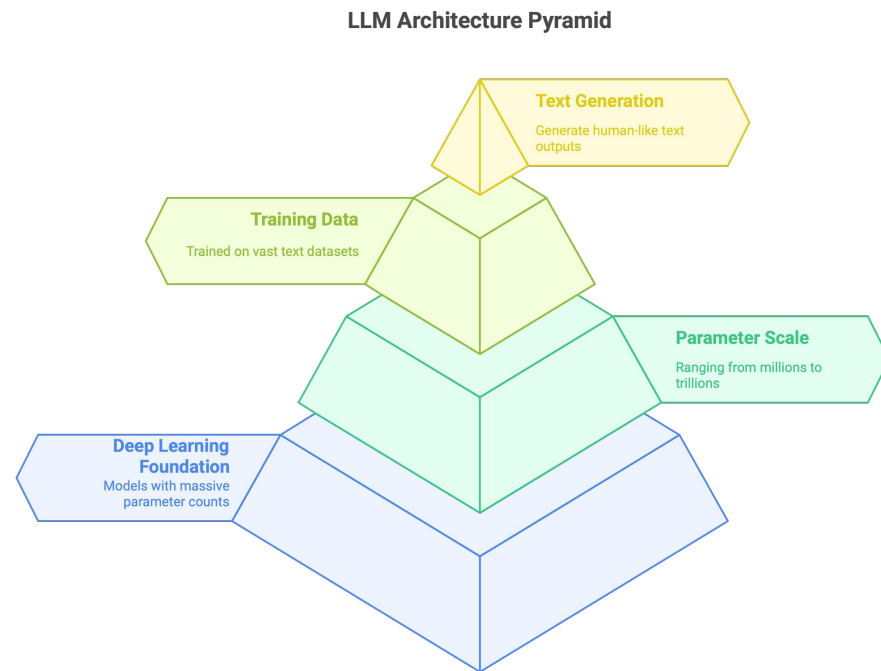 LLM Architecture Pyramid
Text Generation
Generate human-like text
outputs
Training Data
Trained on vast text datasets
Parameter Scale
Ranging from millions to
trillions
Deep Learning
Foundation
Models with massive
parameter counts